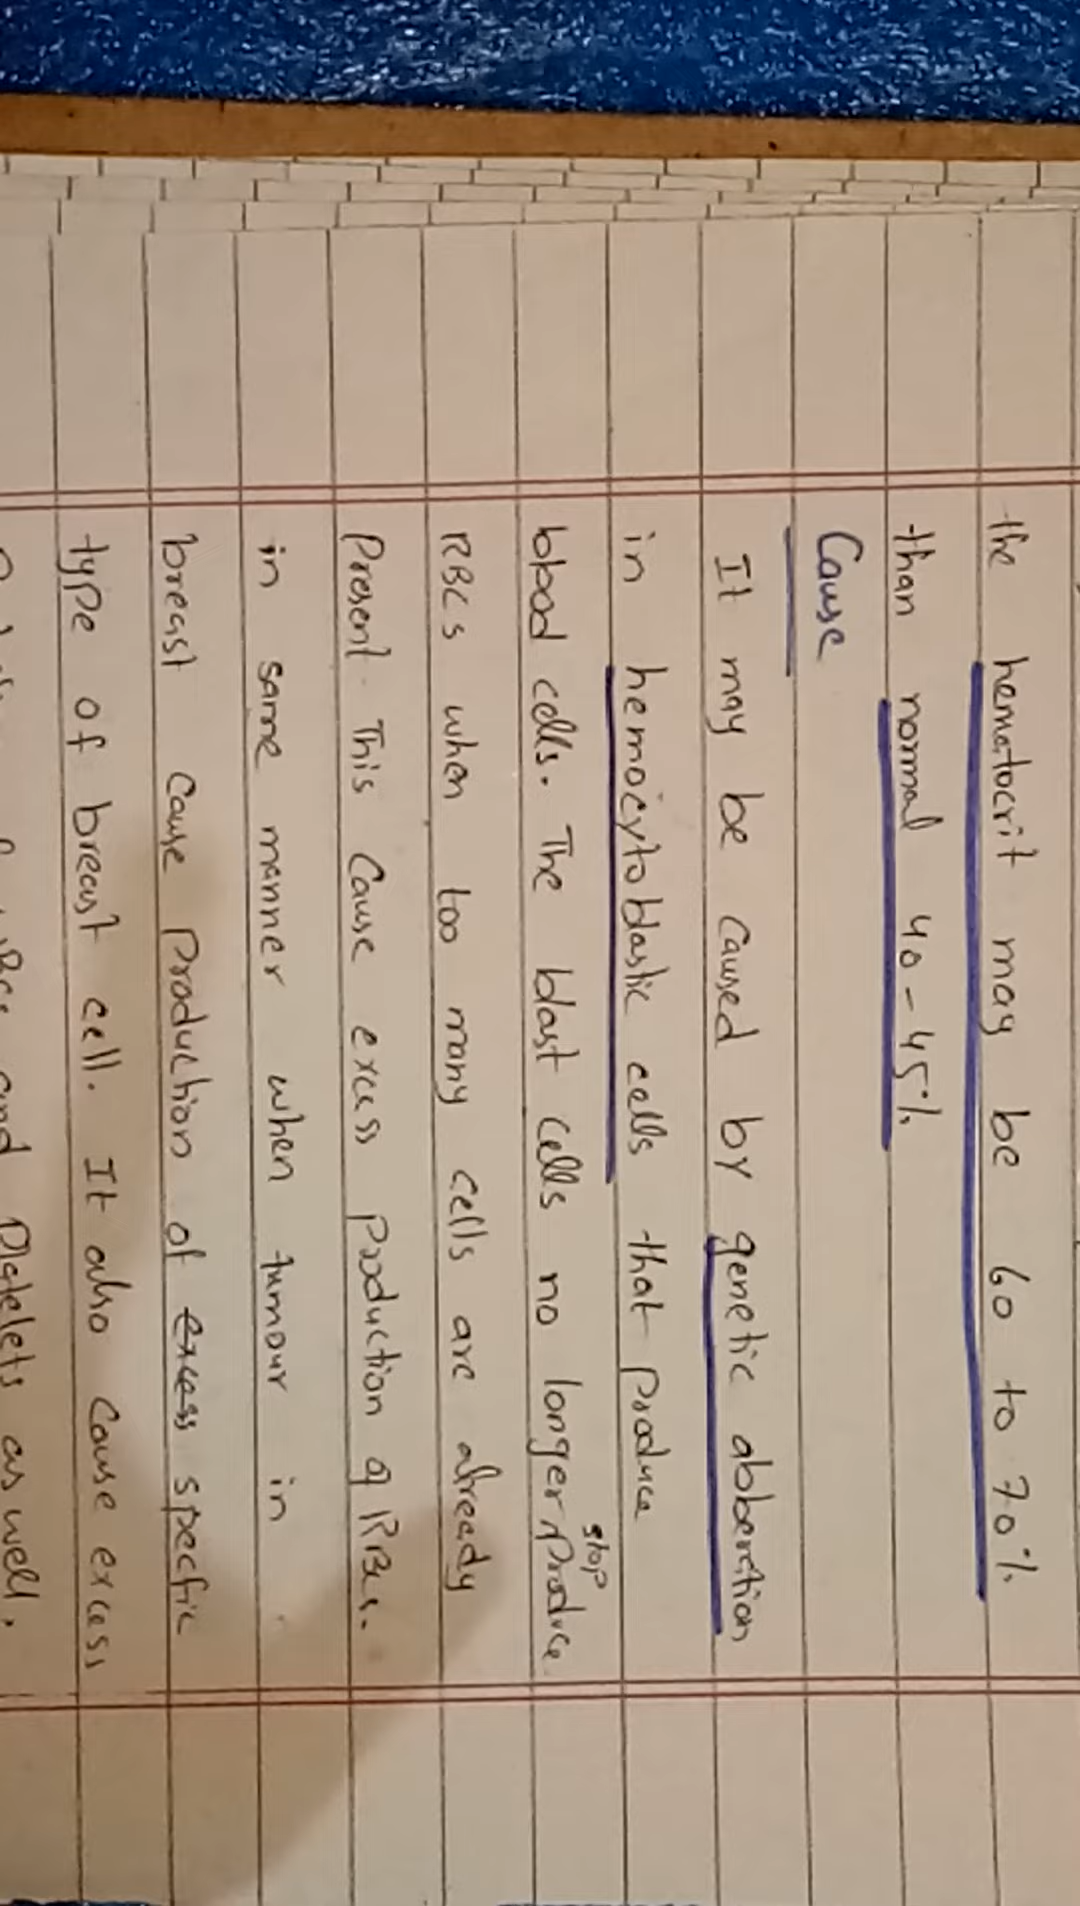 the hematocrit may be 60 to 70%
than normal 40-45%
Cause
It may be caused by genetic abberation
in hemocytoblastic cells that produce
blood cells. The blast cells no longer stop produce
RBCs when too many cells are already
Present. This Cause excess production of RBCs.
in same manner when tumour in
breast cause production of excess specfic
type of breast cell. It also cause excess
and Platelets as well.